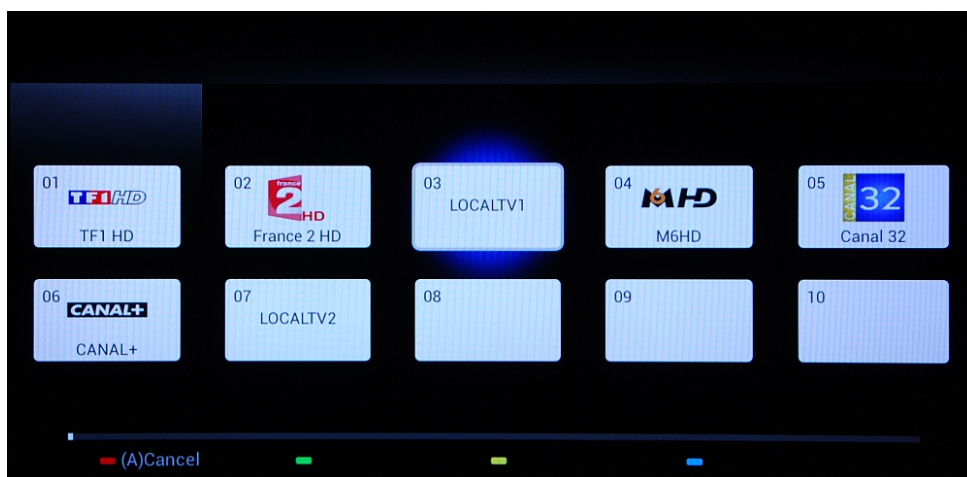 01
TF1 HD
TF1 HD
02
france
2
HD
France 2 HD
03
LOCALTV1
04
M6 HD
M6HD
05
CANAL
32
Canal 32
06
CANAL+
CANAL+
07
LOCALTV2
08
09
10
(A)Cancel